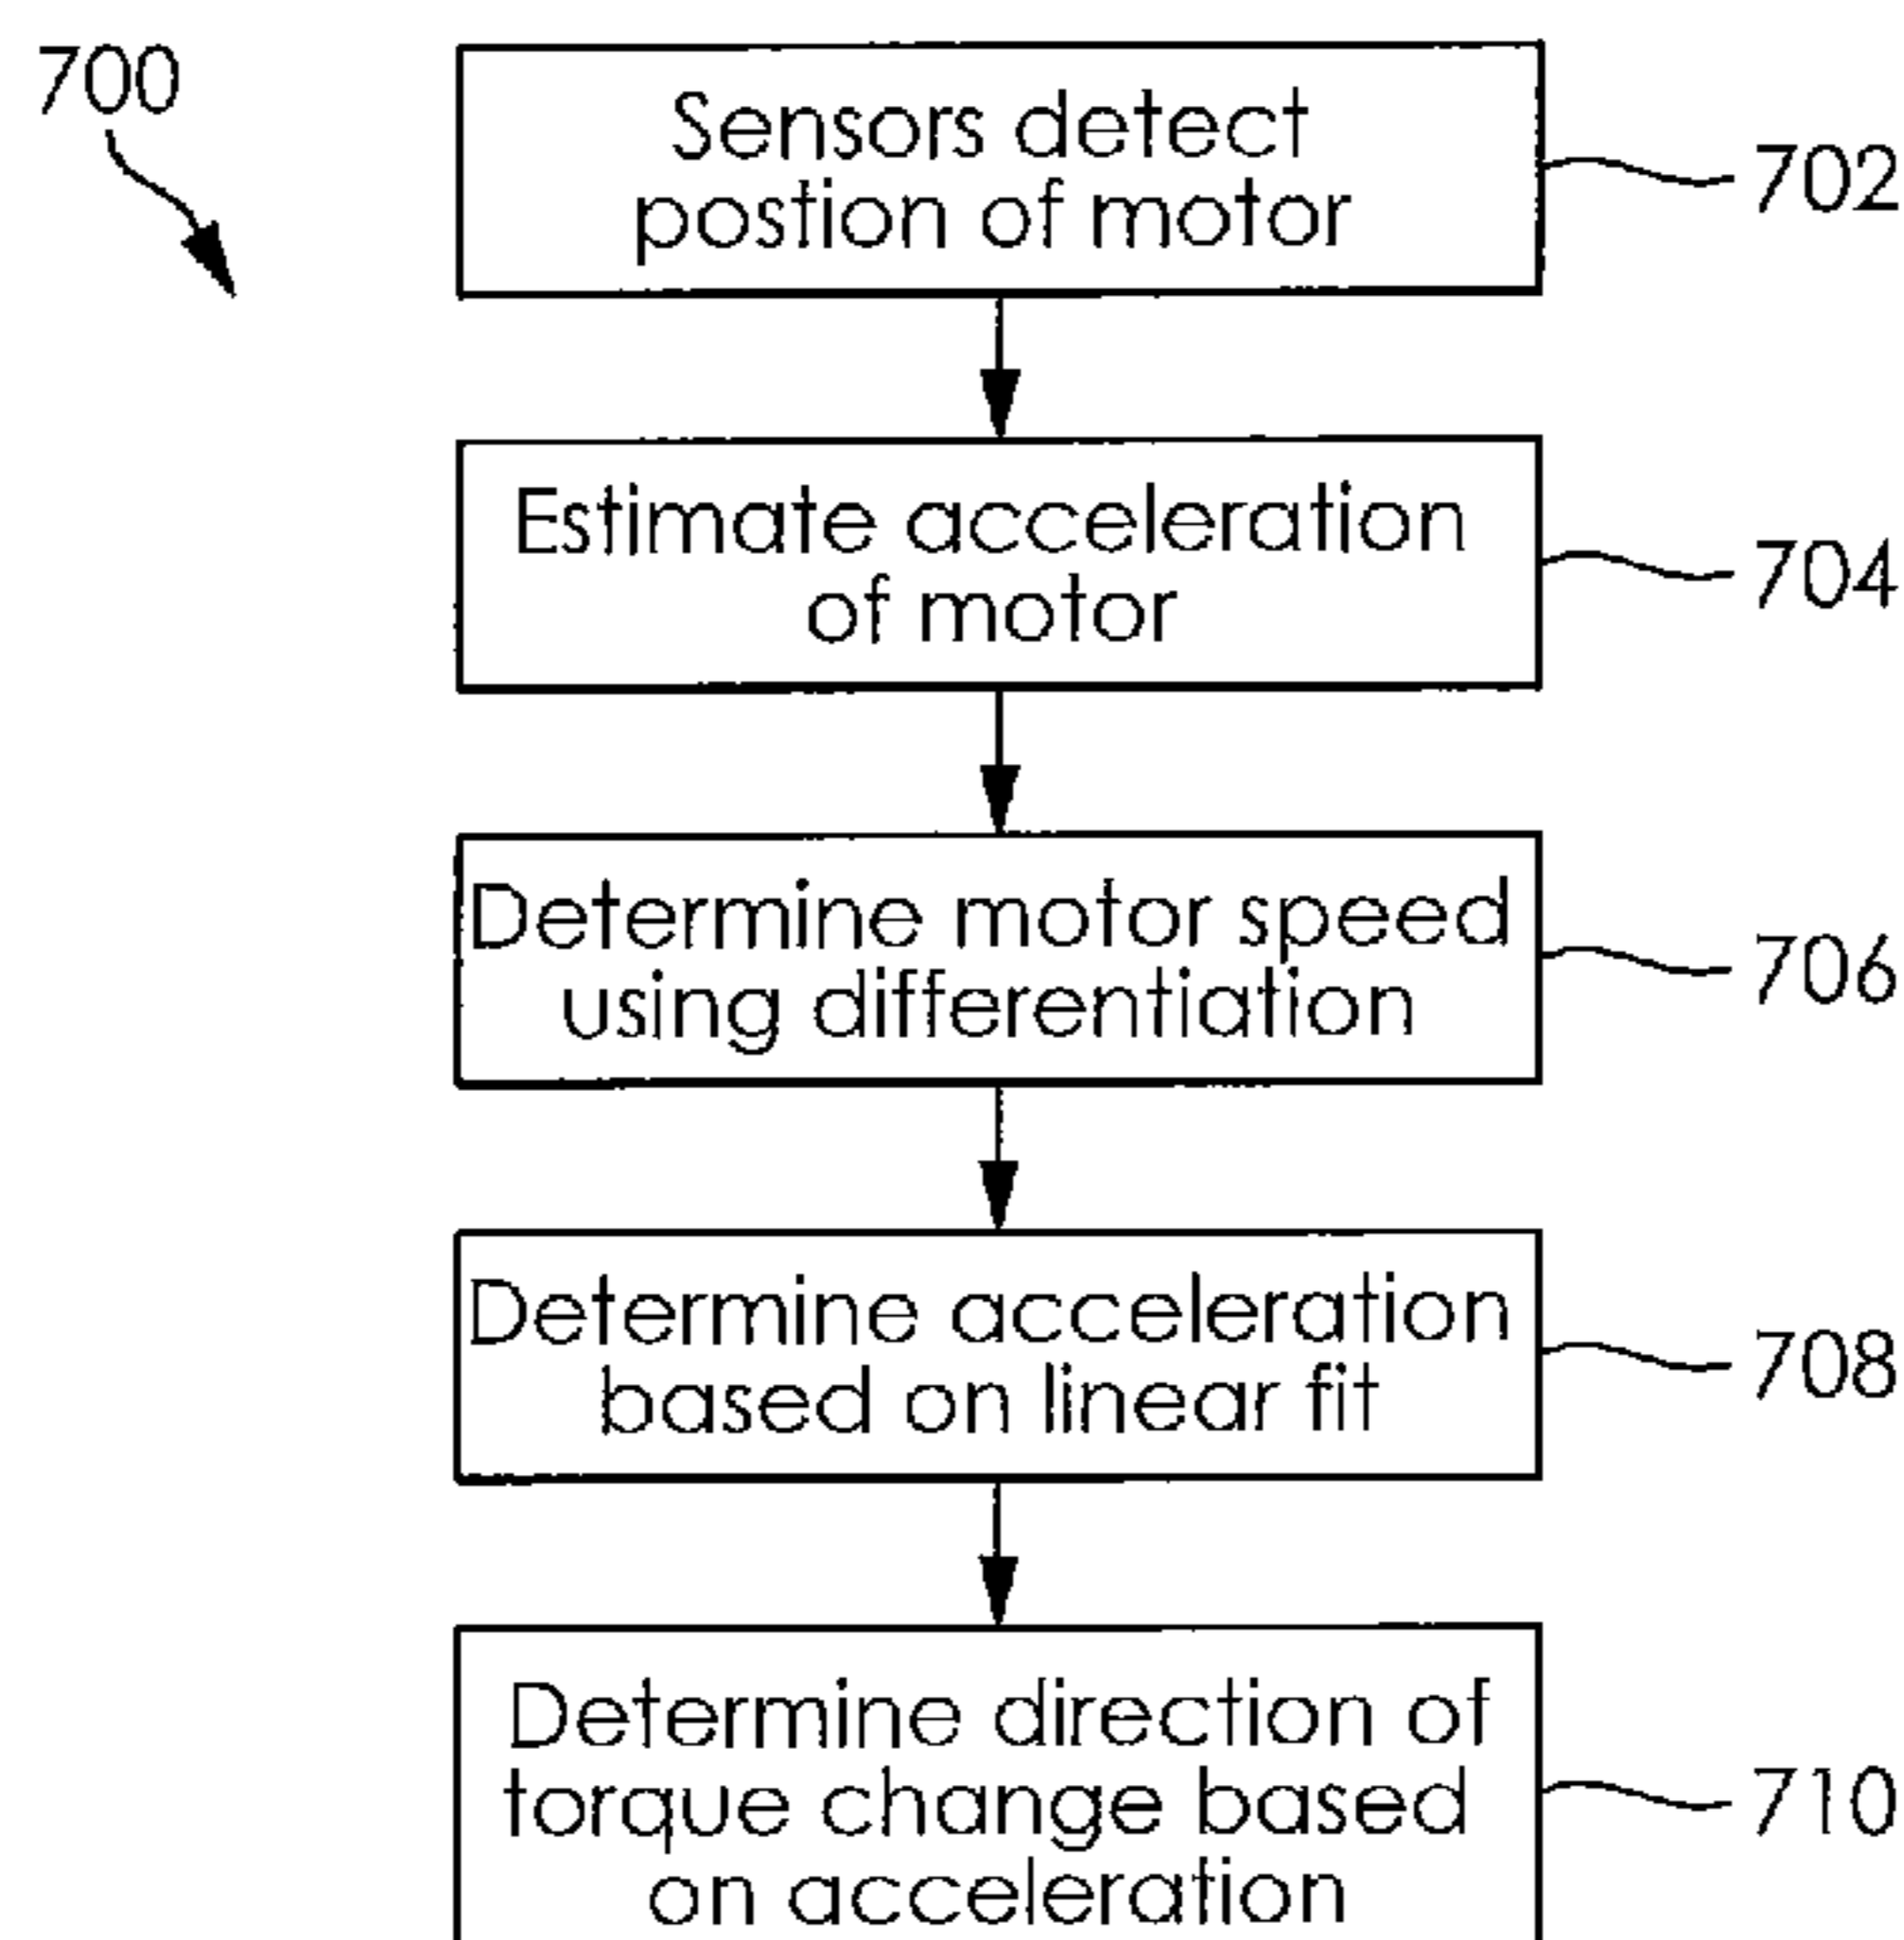 700
Sensors detect
postion of motor
702
Estimate acceleration
of motor
704
Determine motor speed
using differentiation
706
Determine acceleration
based on linear fit
708
Determine direction of
torque change based
on acceleration
710